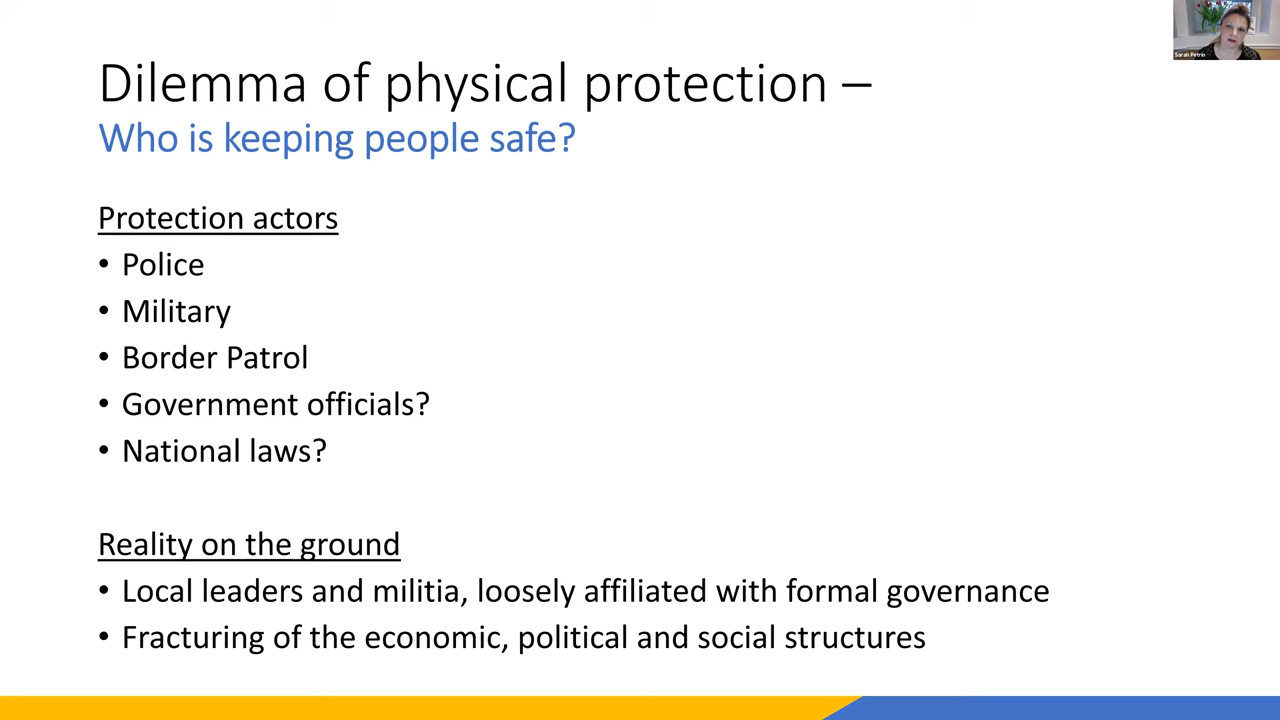 Sarah Petrin
Dilemma of physical protection –
Who is keeping people safe?
Protection actors
• Police
• Military
• Border Patrol
• Government officials?
• National laws?
Reality on the ground
• Local leaders and militia, loosely affiliated with formal governance
• Fracturing of the economic, political and social structures